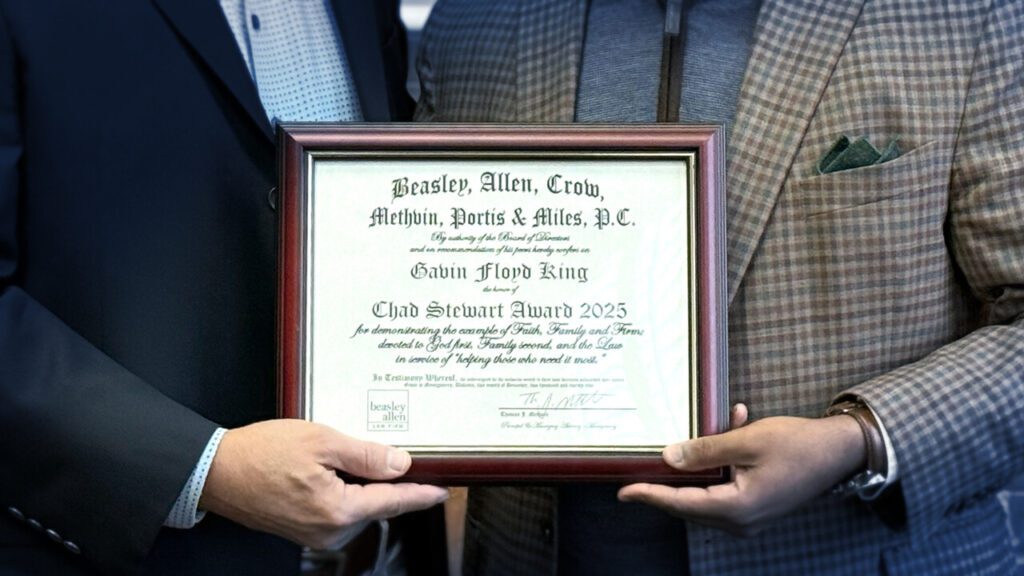 Beasley, Allen, Crow,
Methvin, Portis & Miles, P.C.
By authority of the Board of Directors
and on recommendation of his peers hereby confers on
Gavin Floyd King
the honor of
Chad Stewart Award 2025
for demonstrating the example of Faith, Family and Firm;
devoted to God first, Family second, and the Law
in service of "helping those who need it most."
In Testimony Whereof,
beasley
allen
LAW FIRM
Thomas J. Methvin
Principal & Managing Attorney